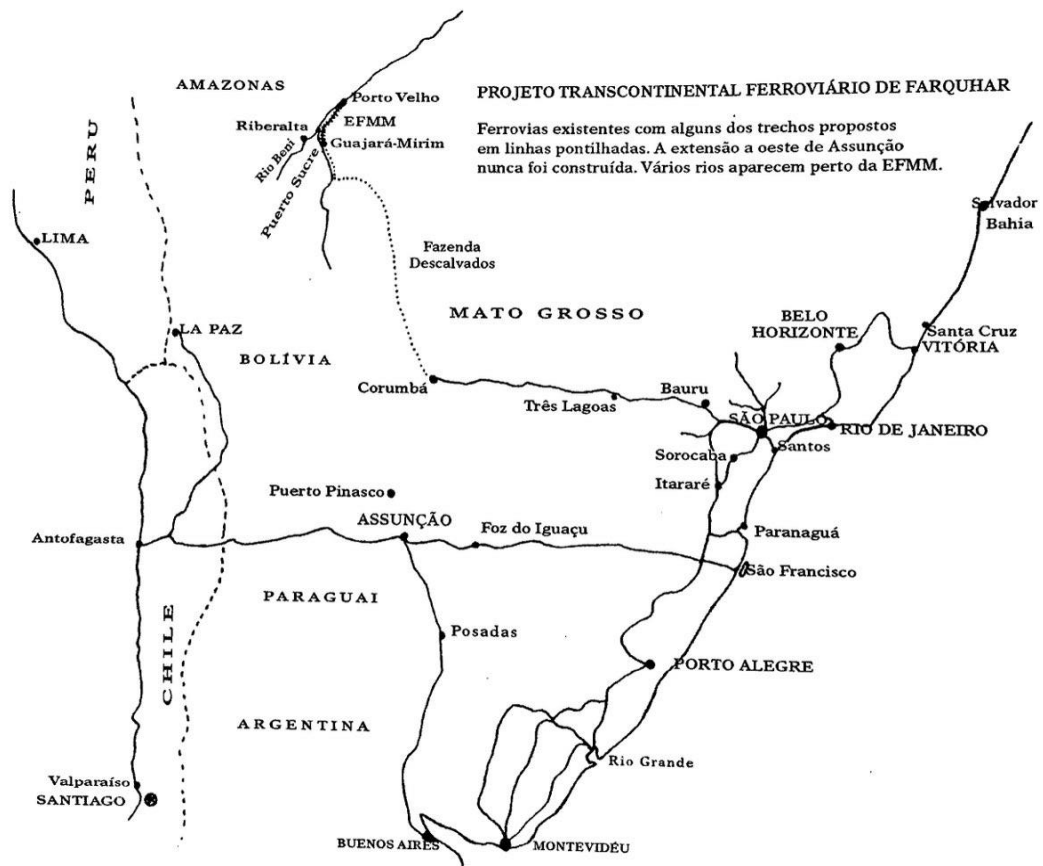 PROJETO TRANSCONTINENTAL FERROVIÁRIO DE FARQUHAR
Ferrovias existentes com alguns dos trechos propostos
em linhas pontilhadas. A extensão a oeste de Assunção
nunca foi construída. Vários rios aparecem perto da EFMM.
AMAZONAS
Porto Velho
EFMM
Riberalta
Guajará-Mirim
Rio Beni
Puerto Sucre
PERU
LIMA
Salvador
Bahia
Fazenda
Descalvados
MATO GROSSO
BELO
HORIZONTE
Santa Cruz
VITÓRIA
LA PAZ
BOLÍVIA
Corumbá
Três Lagoas
Bauru
SÃO PAULO
RIO DE JANEIRO
Santos
Sorocaba
Itararé
Puerto Pinasco
ASSUNÇÃO
Foz do Iguaçu
Paranaguá
Antofagasta
São Francisco
PARAGUAI
CHILE
Posadas
PORTO ALEGRE
ARGENTINA
Rio Grande
Valparaíso
SANTIAGO
BUENOS AIRES
MONTEVIDÉU